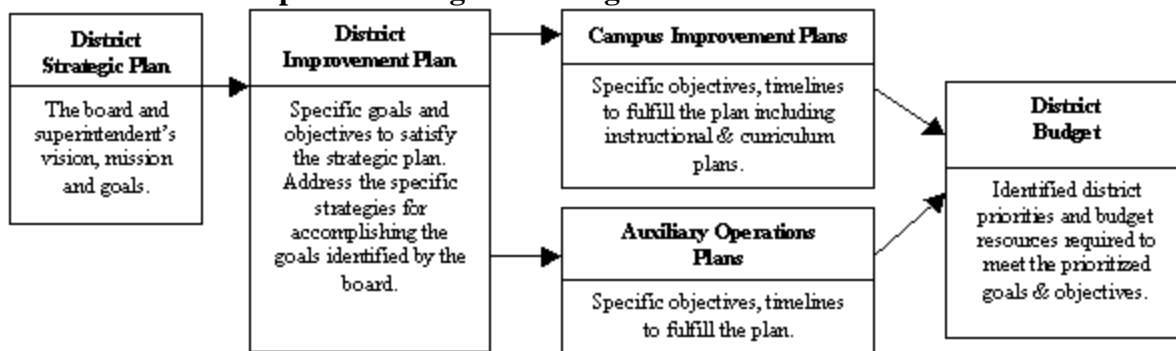 District
Strategic Plan
The board and
superintendent's
vision, mission
and goals.
District
Improvement Plan
Specific goals and
objectives to satisfy
the strategic plan.
Address the specific
strategies for
accomplishing the
goals identified by the
board.
Campus Improvement Plans
Specific objectives, timelines
to fulfill the plan including
instructional & curriculum
plans.
Auxiliary Operations
Plans
Specific objectives, timelines
to fulfill the plan.
District
Budget
Identified district
priorities and budget
resources required to
meet the prioritized
goals & objectives.